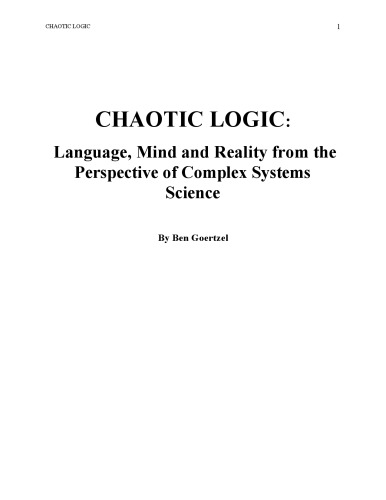 CHAOTIC LOGIC 1
CHAOTIC LOGIC:
Language, Mind and Reality from the
Perspective of Complex Systems
Science
By Ben Goertzel